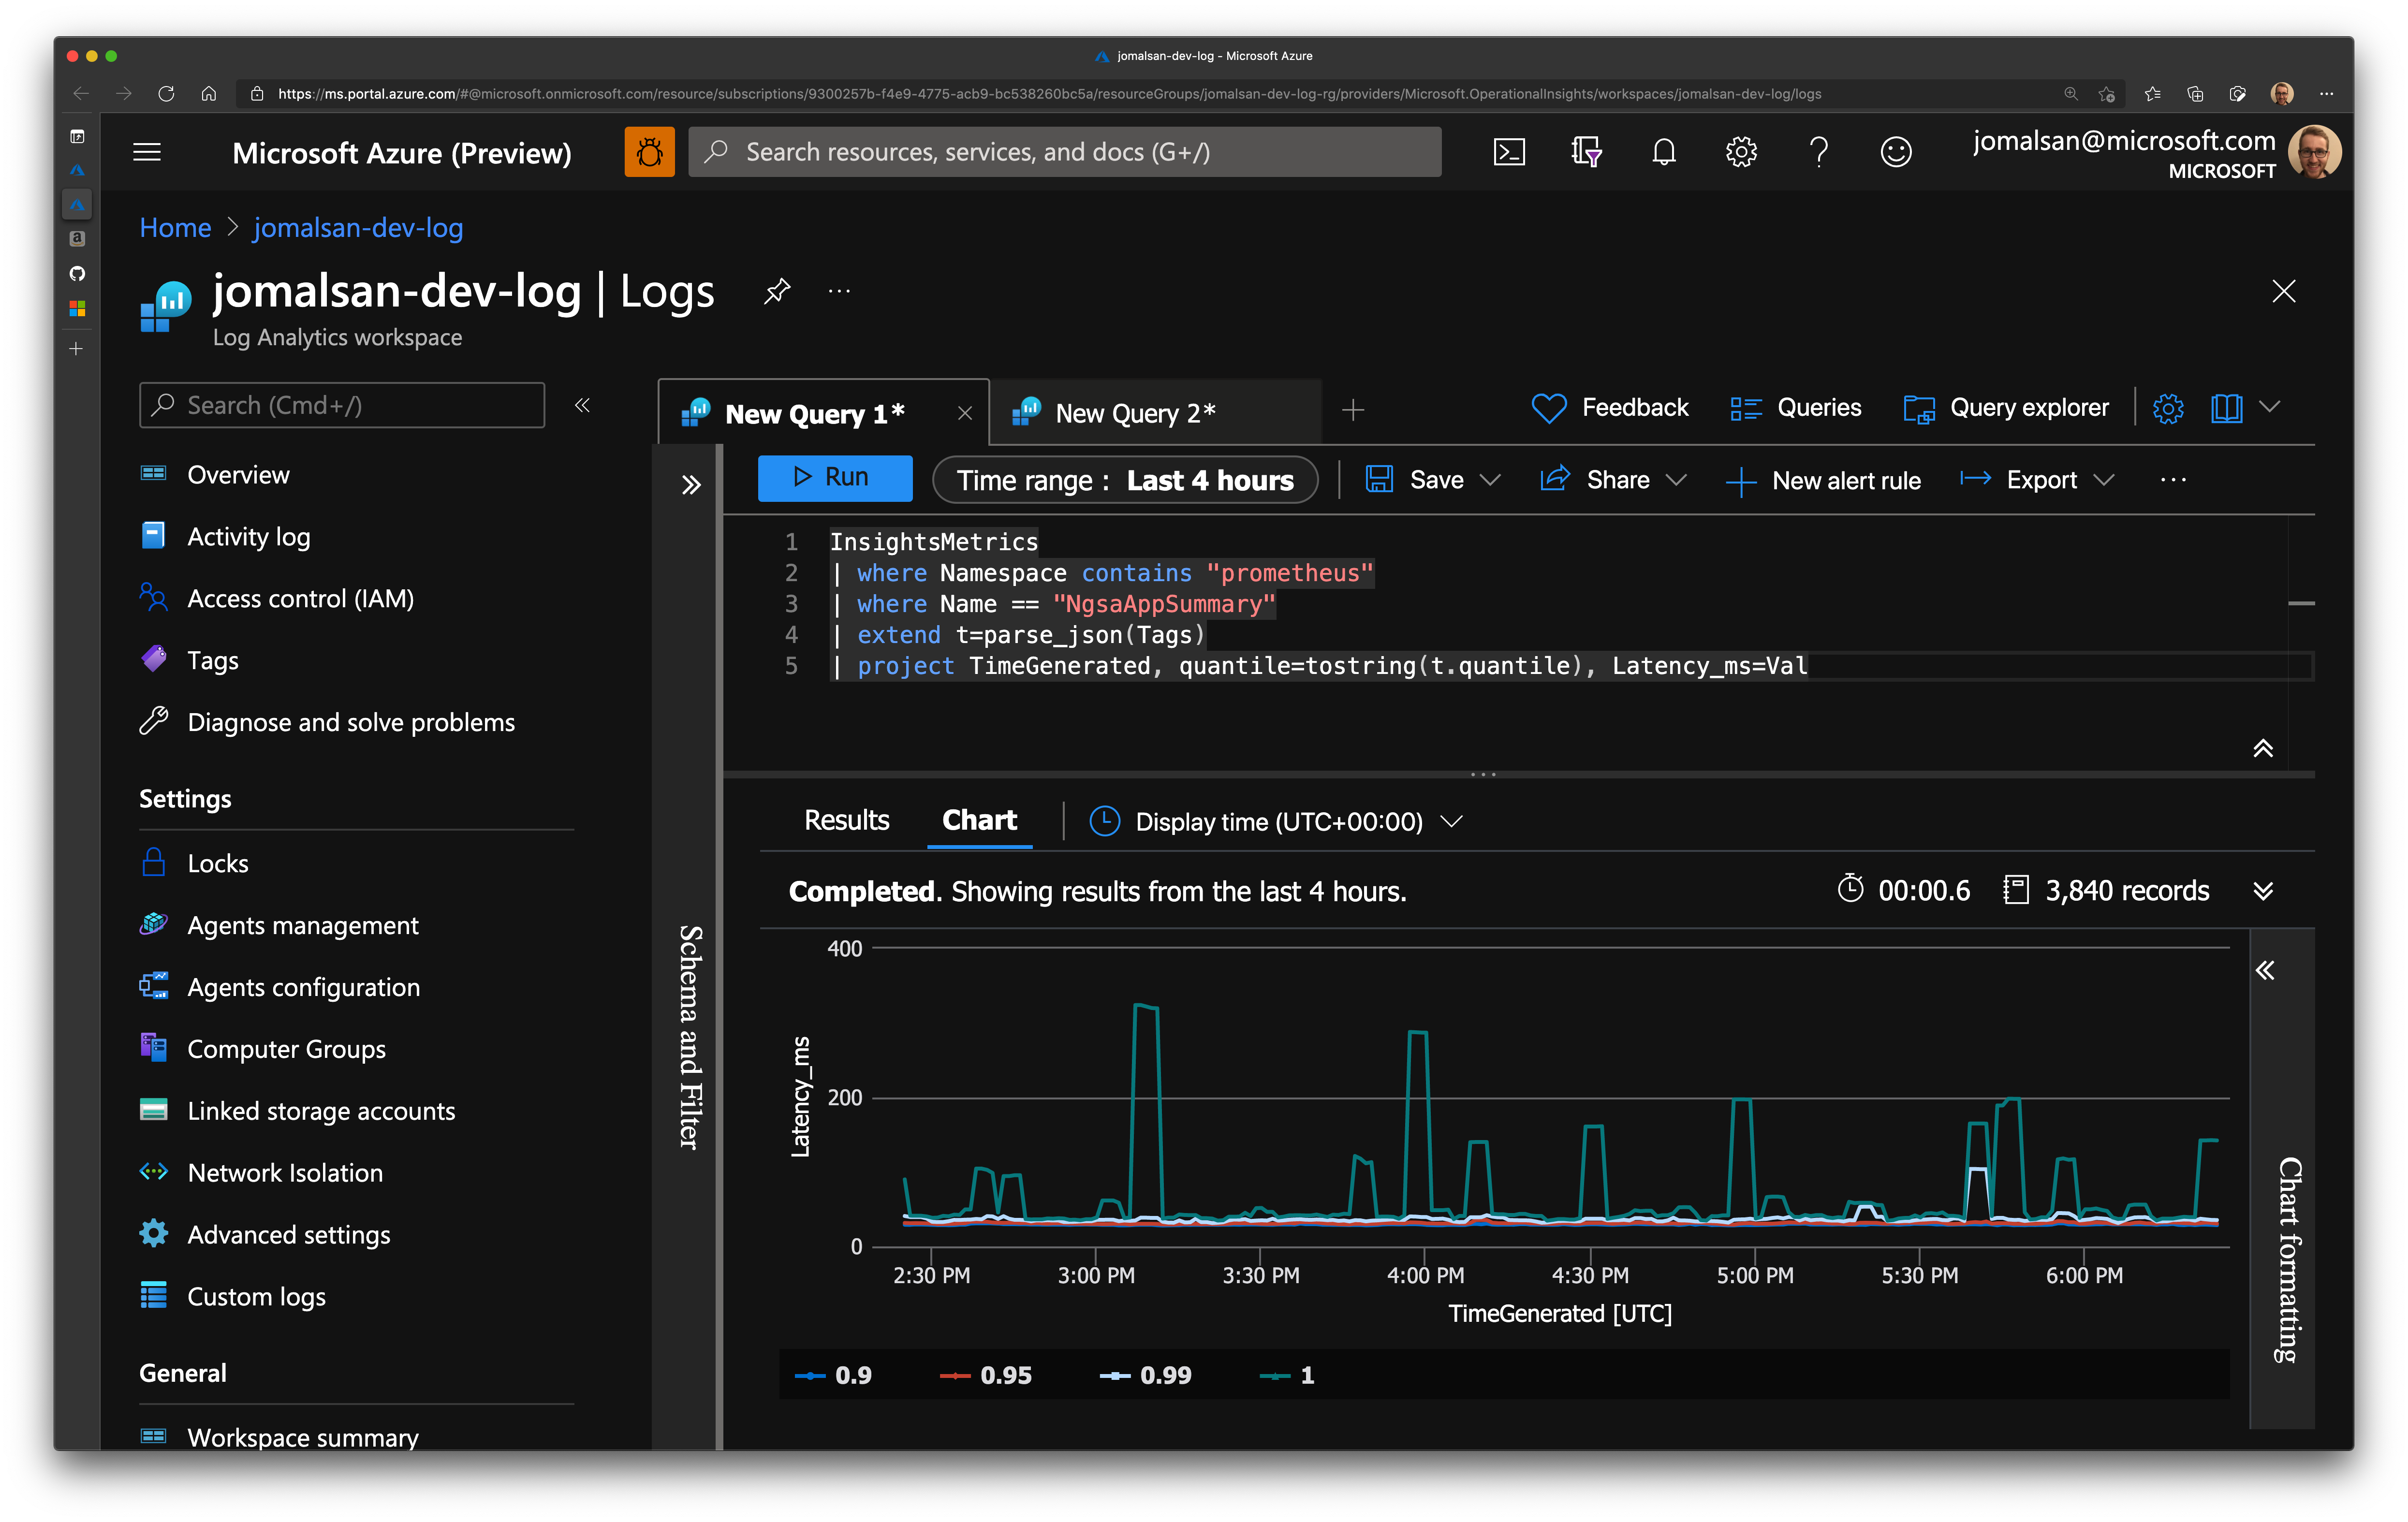 jomalsan-dev-log - Microsoft Azure
https://ms.portal.azure.com/#@microsoft.onmicrosoft.com/resource/subscriptions/9300257b-f4e9-4775-acb9-bc538260bc5a/resourceGroups/jomalsan-dev-log-rg/providers/Microsoft.OperationalInsights/workspaces/jomalsan-dev-log/logs
Microsoft Azure (Preview)
Search resources, services, and docs (G+/)
jomalsan@microsoft.com
MICROSOFT
Home > jomalsan-dev-log
jomalsan-dev-log | Logs
...
Log Analytics workspace
Search (Cmd+/)
Overview
Activity log
Access control (IAM)
Tags
Diagnose and solve problems
Settings
Locks
Agents management
Agents configuration
Computer Groups
Linked storage accounts
Network Isolation
Advanced settings
Custom logs
General
Workspace summary
New Query 1*
New Query 2*
Feedback
Queries
Query explorer
Run
Time range : Last 4 hours
Save
Share
New alert rule
Export
...
Schema and Filter
1 InsightsMetrics
2 | where Namespace contains "prometheus"
3 | where Name == "NgsaAppSummary"
4 | extend t=parse_json(Tags)
5 | project TimeGenerated, quantile=tostring(t.quantile), Latency_ms=Val
Results
Chart
Display time (UTC+00:00)
Completed. Showing results from the last 4 hours.
00:00.6
3,840 records
400
200
0
Latency_ms
2:30 PM 3:00 PM 3:30 PM 4:00 PM 4:30 PM 5:00 PM 5:30 PM 6:00 PM
TimeGenerated [UTC]
0.9 0.95 0.99 1
Chart formatting